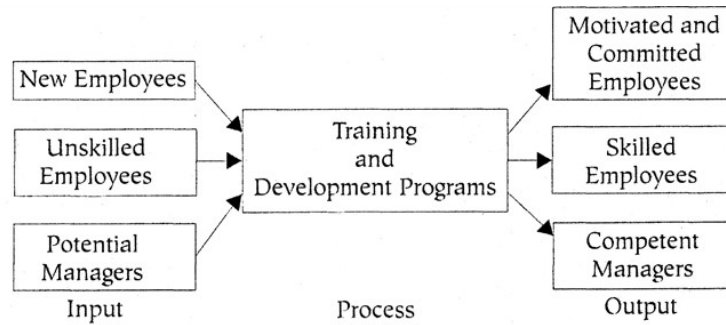 New Employees
Unskilled
Employees
Potential
Managers
Input
Training
and
Development Programs
Process
Motivated and
Committed
Employees
Skilled
Employees
Competent
Managers
Output